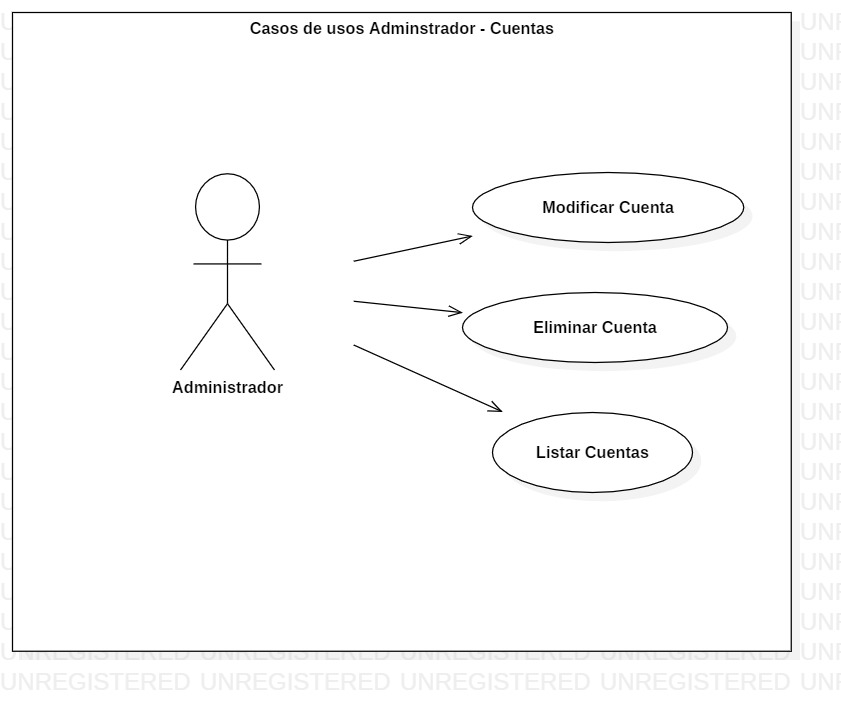 Casos de usos Adminstrador - Cuentas
Modificar Cuenta
Eliminar Cuenta
Administrador
Listar Cuentas
UNREGISTERED UNREGISTERED UNREGISTERED UNREGISTERED
UNREGISTERED UNREGISTERED UNREGISTERED UNREGISTERED